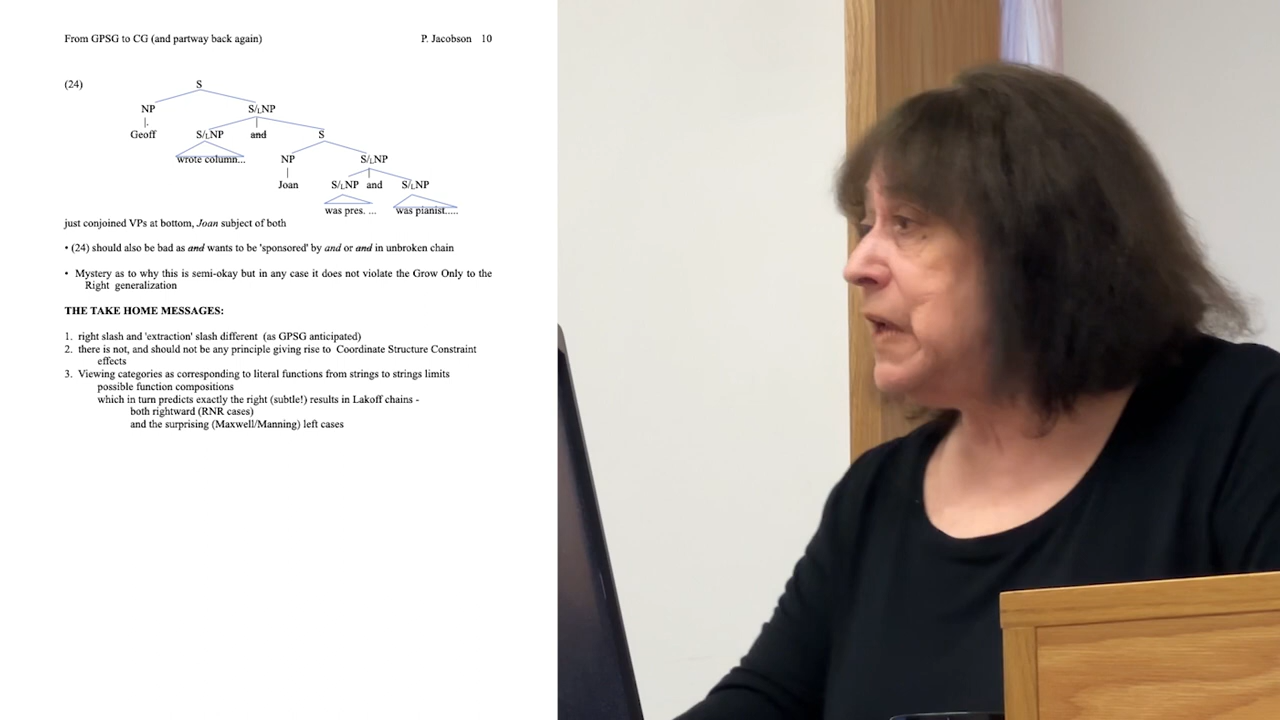 From GPSG to CG (and partway back again) P. Jacobson 10
(24) S
NP S/LNP
Geoff S/LNP and S
wrote column... NP S/LNP
Joan S/LNP and S/LNP
was pres. ... was pianist.....
just conjoined VPs at bottom, Joan subject of both
• (24) should also be bad as and wants to be 'sponsored' by and or and in unbroken chain
• Mystery as to why this is semi-okay but in any case it does not violate the Grow Only to the
Right generalization
THE TAKE HOME MESSAGES:
1. right slash and 'extraction' slash different (as GPSG anticipated)
2. there is not, and should not be any principle giving rise to Coordinate Structure Constraint
effects
3. Viewing categories as corresponding to literal functions from strings to strings limits
possible function compositions
which in turn predicts exactly the right (subtle!) results in Lakoff chains -
both rightward (RNR cases)
and the surprising (Maxwell/Manning) left cases